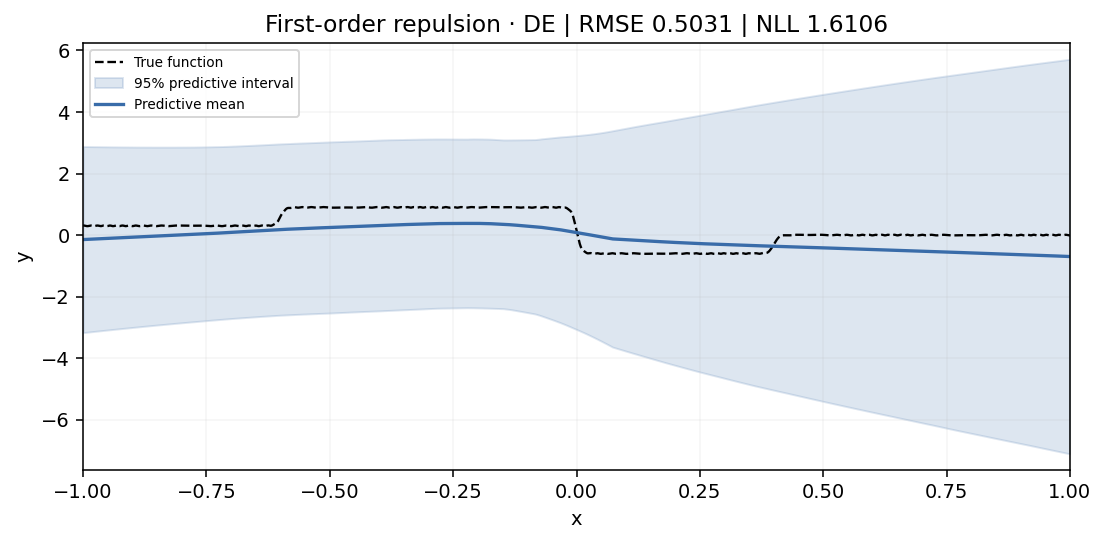 First-order repulsion · DE | RMSE 0.5031 | NLL 1.6106
True function
95% predictive interval
Predictive mean
y
6
4
2
0
−2
−4
−6
−1.00 −0.75 −0.50 −0.25 0.00 0.25 0.50 0.75 1.00
x